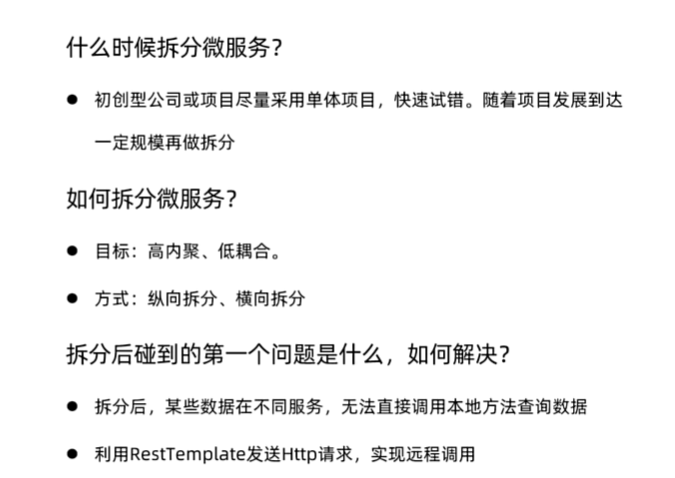 什么时候拆分微服务？
● 初创型公司或项目尽量采用单体项目，快速试错。随着项目发展到达
一定规模再做拆分
如何拆分微服务？
● 目标：高内聚、低耦合。
● 方式：纵向拆分、横向拆分
拆分后碰到的第一个问题是什么，如何解决？
● 拆分后，某些数据在不同服务，无法直接调用本地方法查询数据
● 利用RestTemplate发送Http请求，实现远程调用